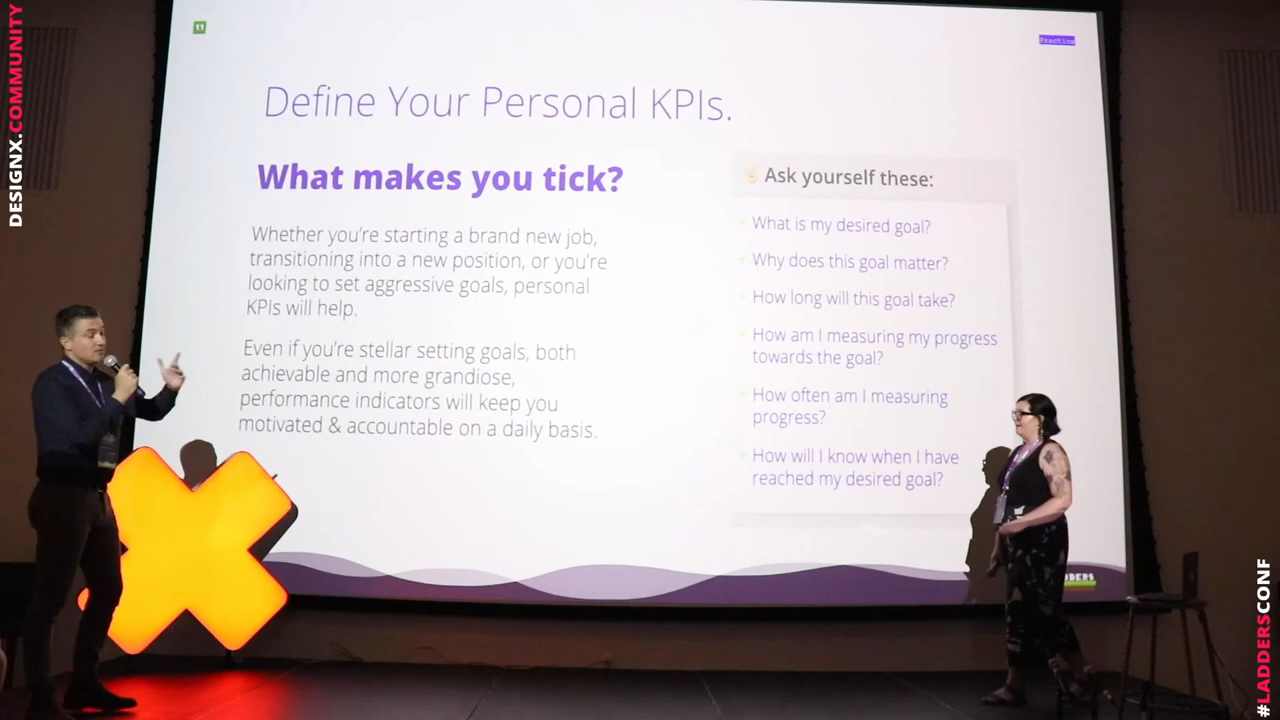 DESIGNX.COMMUNITY
11
Practice
Define Your Personal KPIs.
What makes you tick?
Whether you're starting a brand new job,
transitioning into a new position, or you're
looking to set aggressive goals, personal
KPIs will help.
Even if you're stellar setting goals, both
achievable and more grandiose,
performance indicators will keep you
motivated & accountable on a daily basis.
Ask yourself these:
What is my desired goal?
Why does this goal matter?
How long will this goal take?
How am I measuring my progress
towards the goal?
How often am I measuring
progress?
How will I know when I have
reached my desired goal?
DDERS
#LADDERSCONF